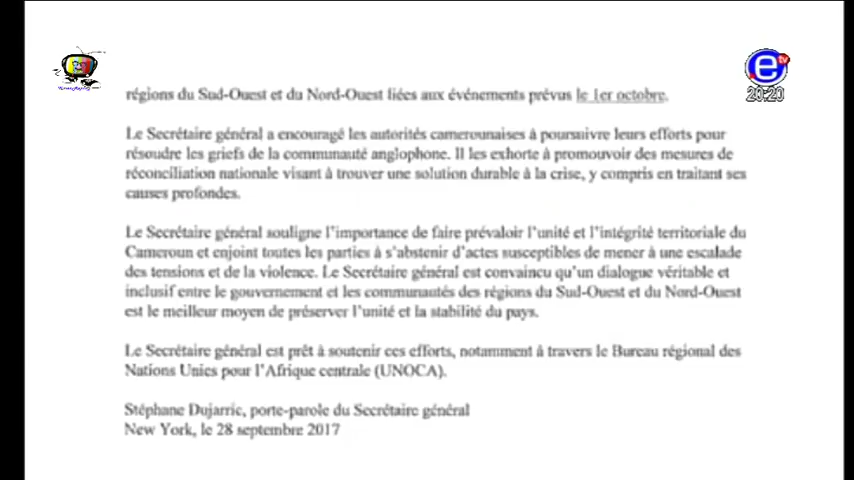 e tv
20:20
régions du Sud-Ouest et du Nord-Ouest liées aux événements prévus le 1er octobre.
Le Secrétaire général a encouragé les autorités camerounaises à poursuivre leurs efforts pour
résoudre les griefs de la communauté anglophone. Il les exhorte à promouvoir des mesures de
réconciliation nationale visant à trouver une solution durable à la crise, y compris en traitant ses
causes profondes.
Le Secrétaire général souligne l'importance de faire prévaloir l'unité et l'intégrité territoriale du
Cameroun et enjoint toutes les parties à s'abstenir d'actes susceptibles de mener à une escalade
des tensions et de la violence. Le Secrétaire général est convaincu qu'un dialogue véritable et
inclusif entre le gouvernement et les communautés des régions du Sud-Ouest et du Nord-Ouest
est le meilleur moyen de préserver l'unité et la stabilité du pays.
Le Secrétaire général est prêt à soutenir ces efforts, notamment à travers le Bureau régional des
Nations Unies pour l'Afrique centrale (UNOCA).
Stéphane Dujarric, porte-parole du Secrétaire général
New York, le 28 septembre 2017